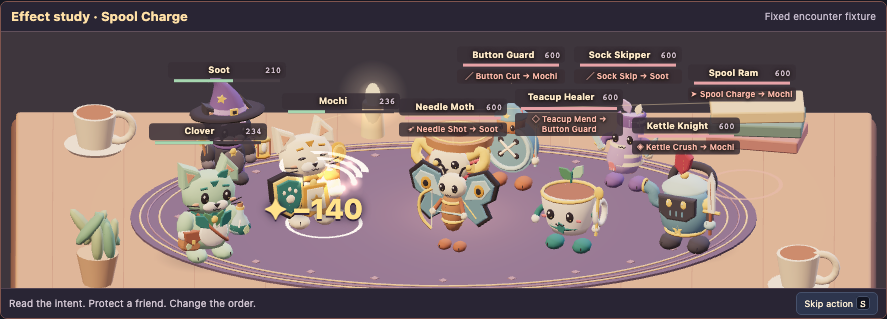 Effect study · Spool Charge
Fixed encounter fixture
Button Guard 600
Button Cut → Mochi
Sock Skipper 600
Sock Skip → Soot
Soot 210
Spool Ram 600
Spool Charge → Mochi
Mochi 236
Needle Moth 600
Needle Shot → Soot
Teacup Healer 600
Teacup Mend →
Button Guard
Clover 234
Kettle Knight 600
Kettle Crush → Mochi
-140
Read the intent. Protect a friend. Change the order.
Skip action S